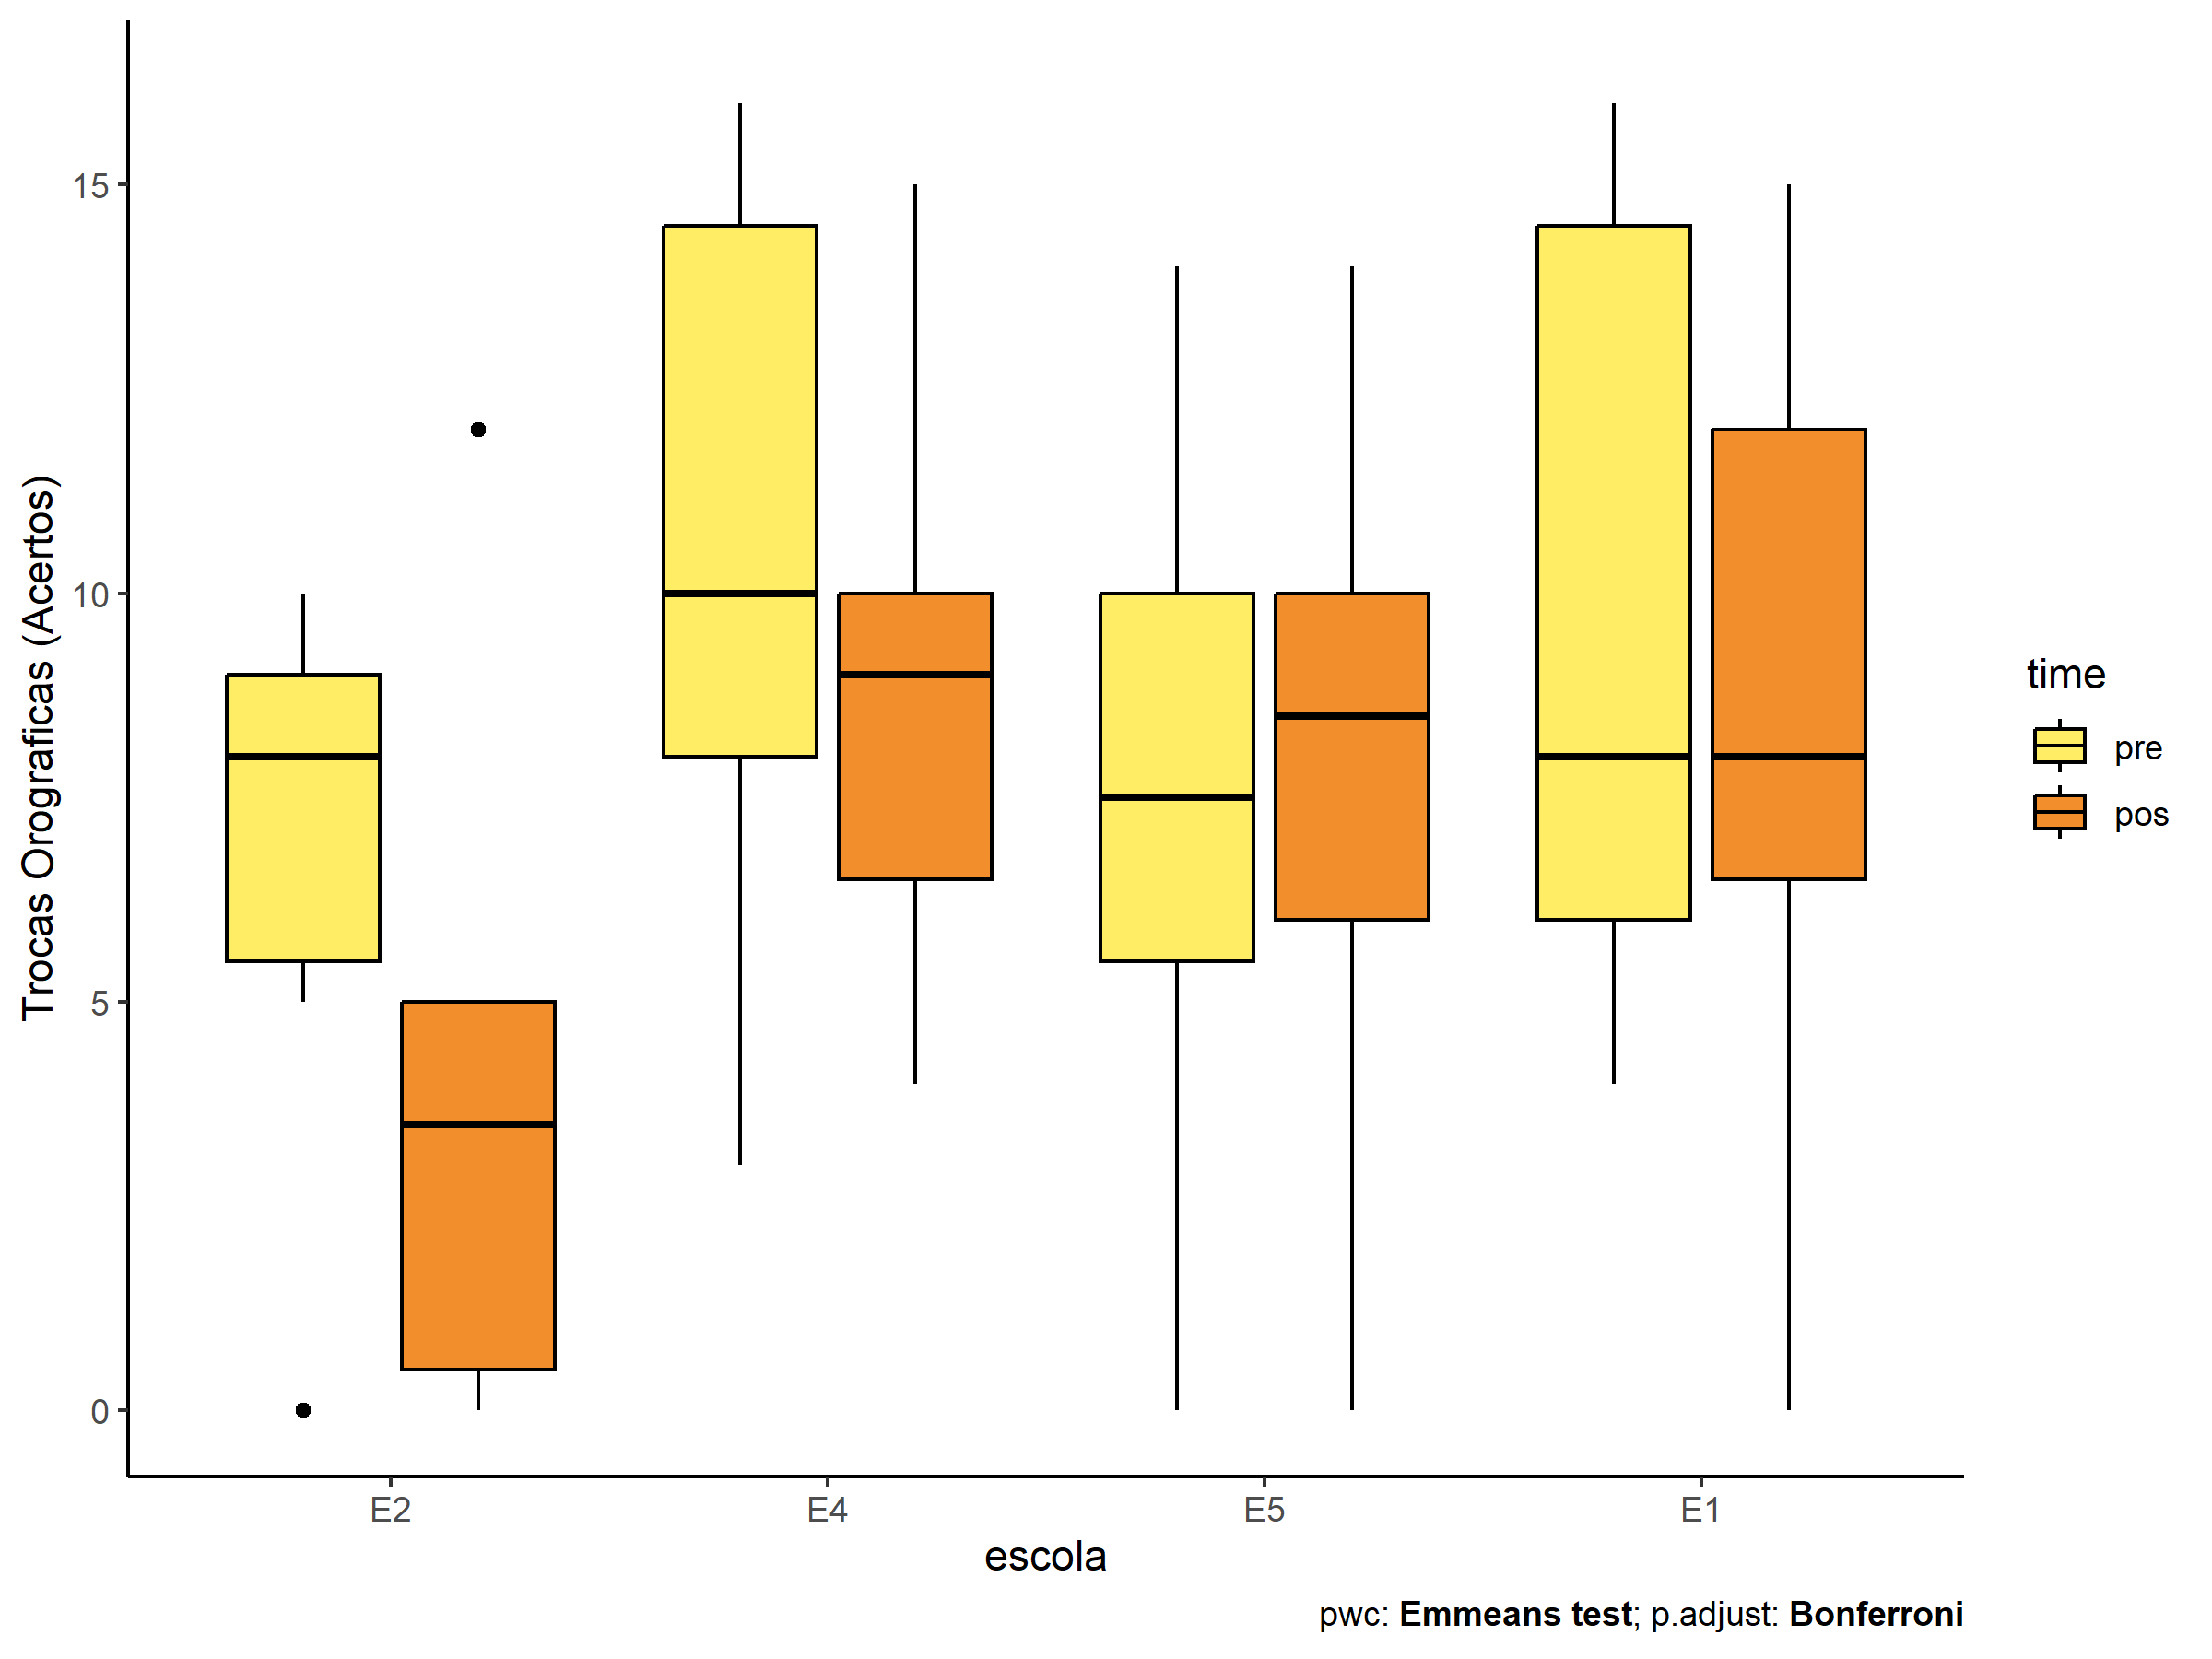 Trocas Orograficas (Acertos)
15
10
5
0
E2 E4 E5 E1
escola
time
pre
pos
pwc: Emmeans test; p.adjust: Bonferroni